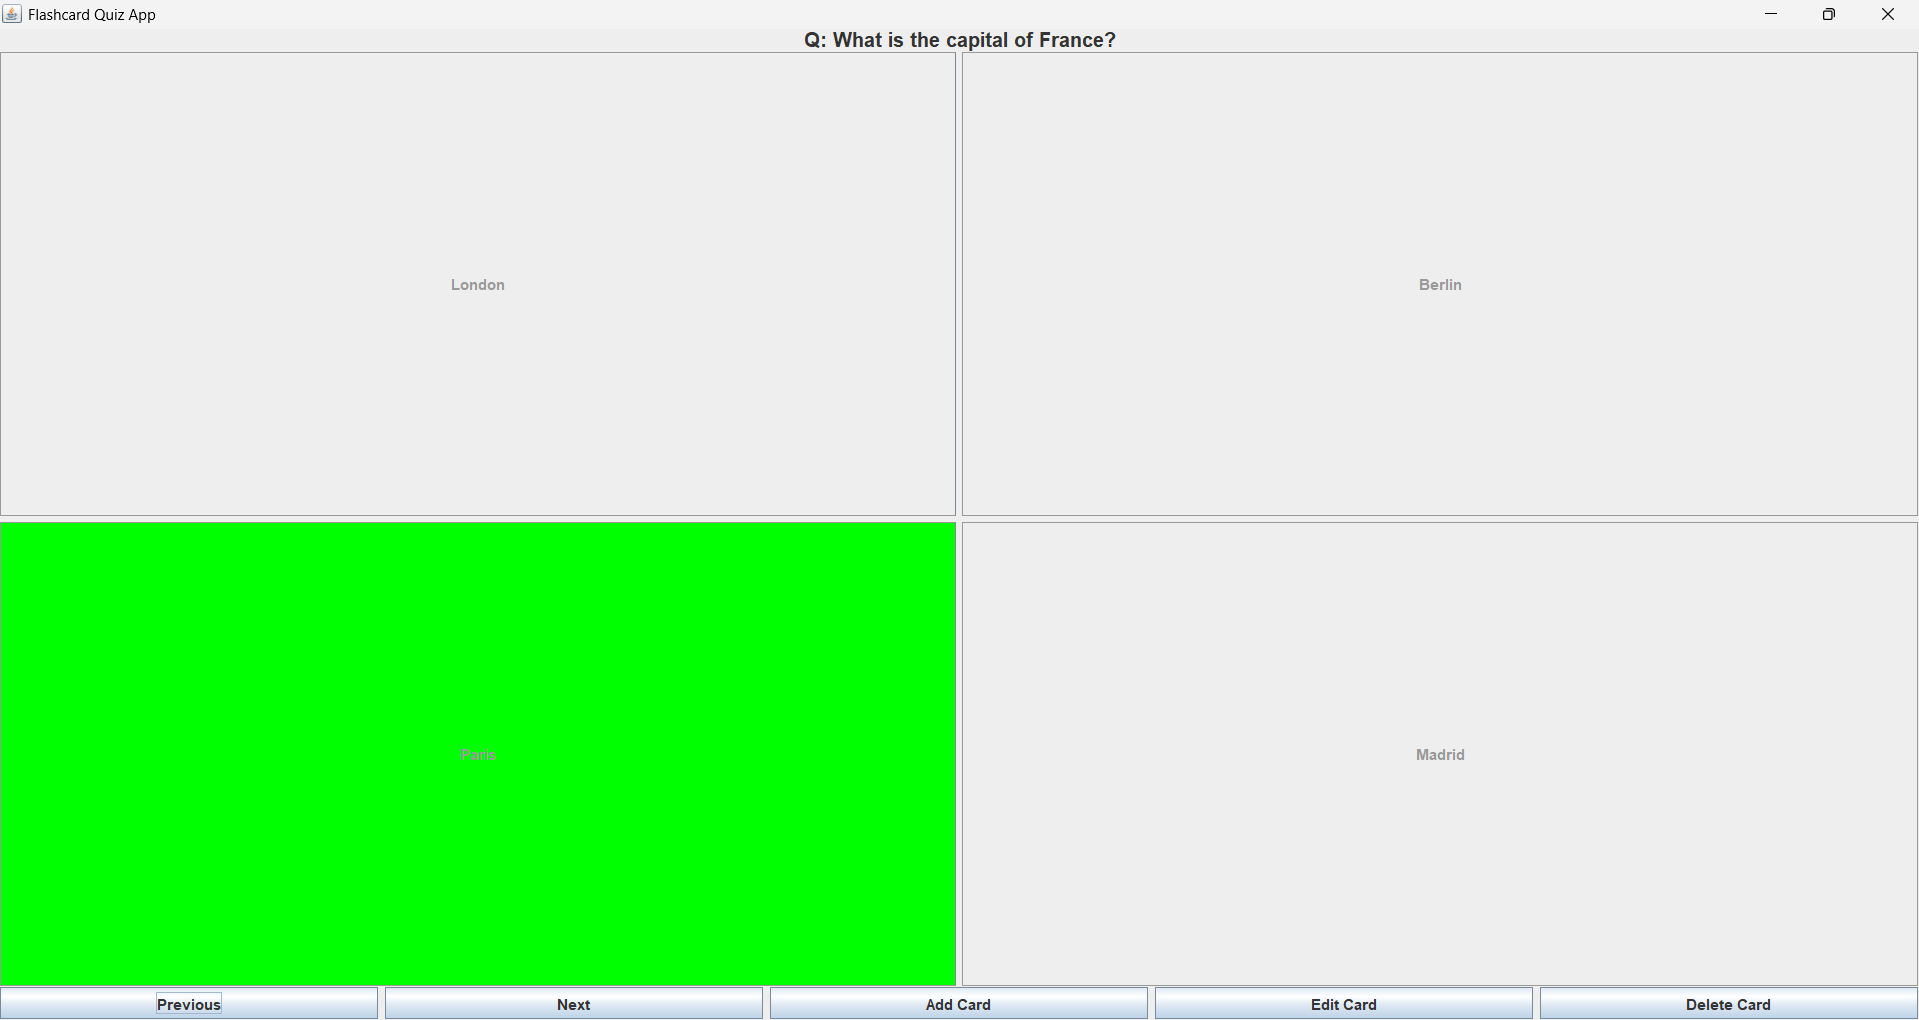 Flashcard Quiz App
Q: What is the capital of France?
London
Berlin
Paris
Madrid
Previous
Next
Add Card
Edit Card
Delete Card